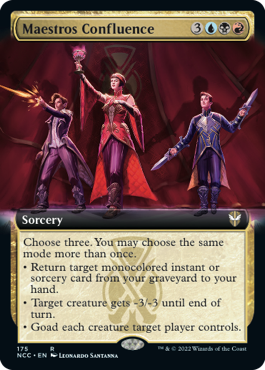 Maestros Confluence 3
Sorcery
Choose three. You may choose the same
mode more than once.
• Return target monocolored instant or
sorcery card from your graveyard to your
hand.
• Target creature gets -3/-3 until end of
turn.
• Goad each creature target player controls.
175 R
NCC • EN Leonardo Santanna
™ & © 2022 Wizards of the Coast